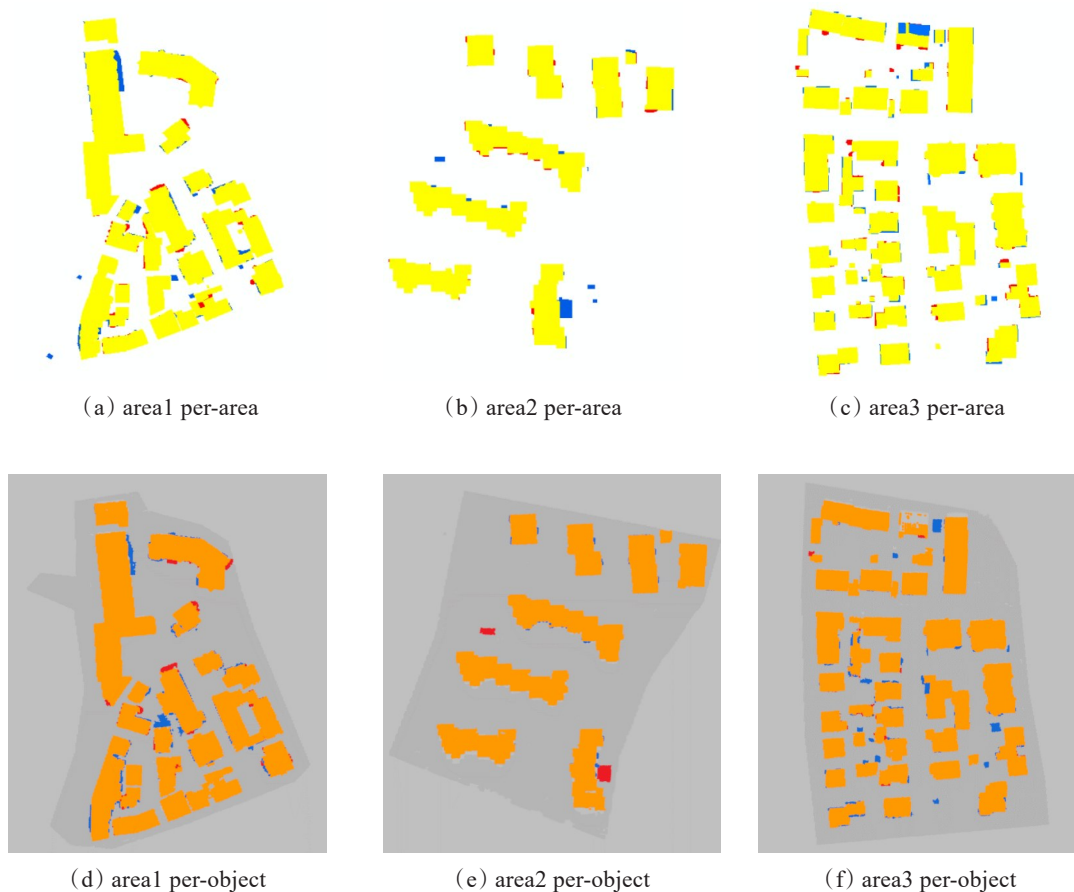 （a）area1 per-area
（b）area2 per-area
（c）area3 per-area
（d）area1 per-object
（e）area2 per-object
（f）area3 per-object